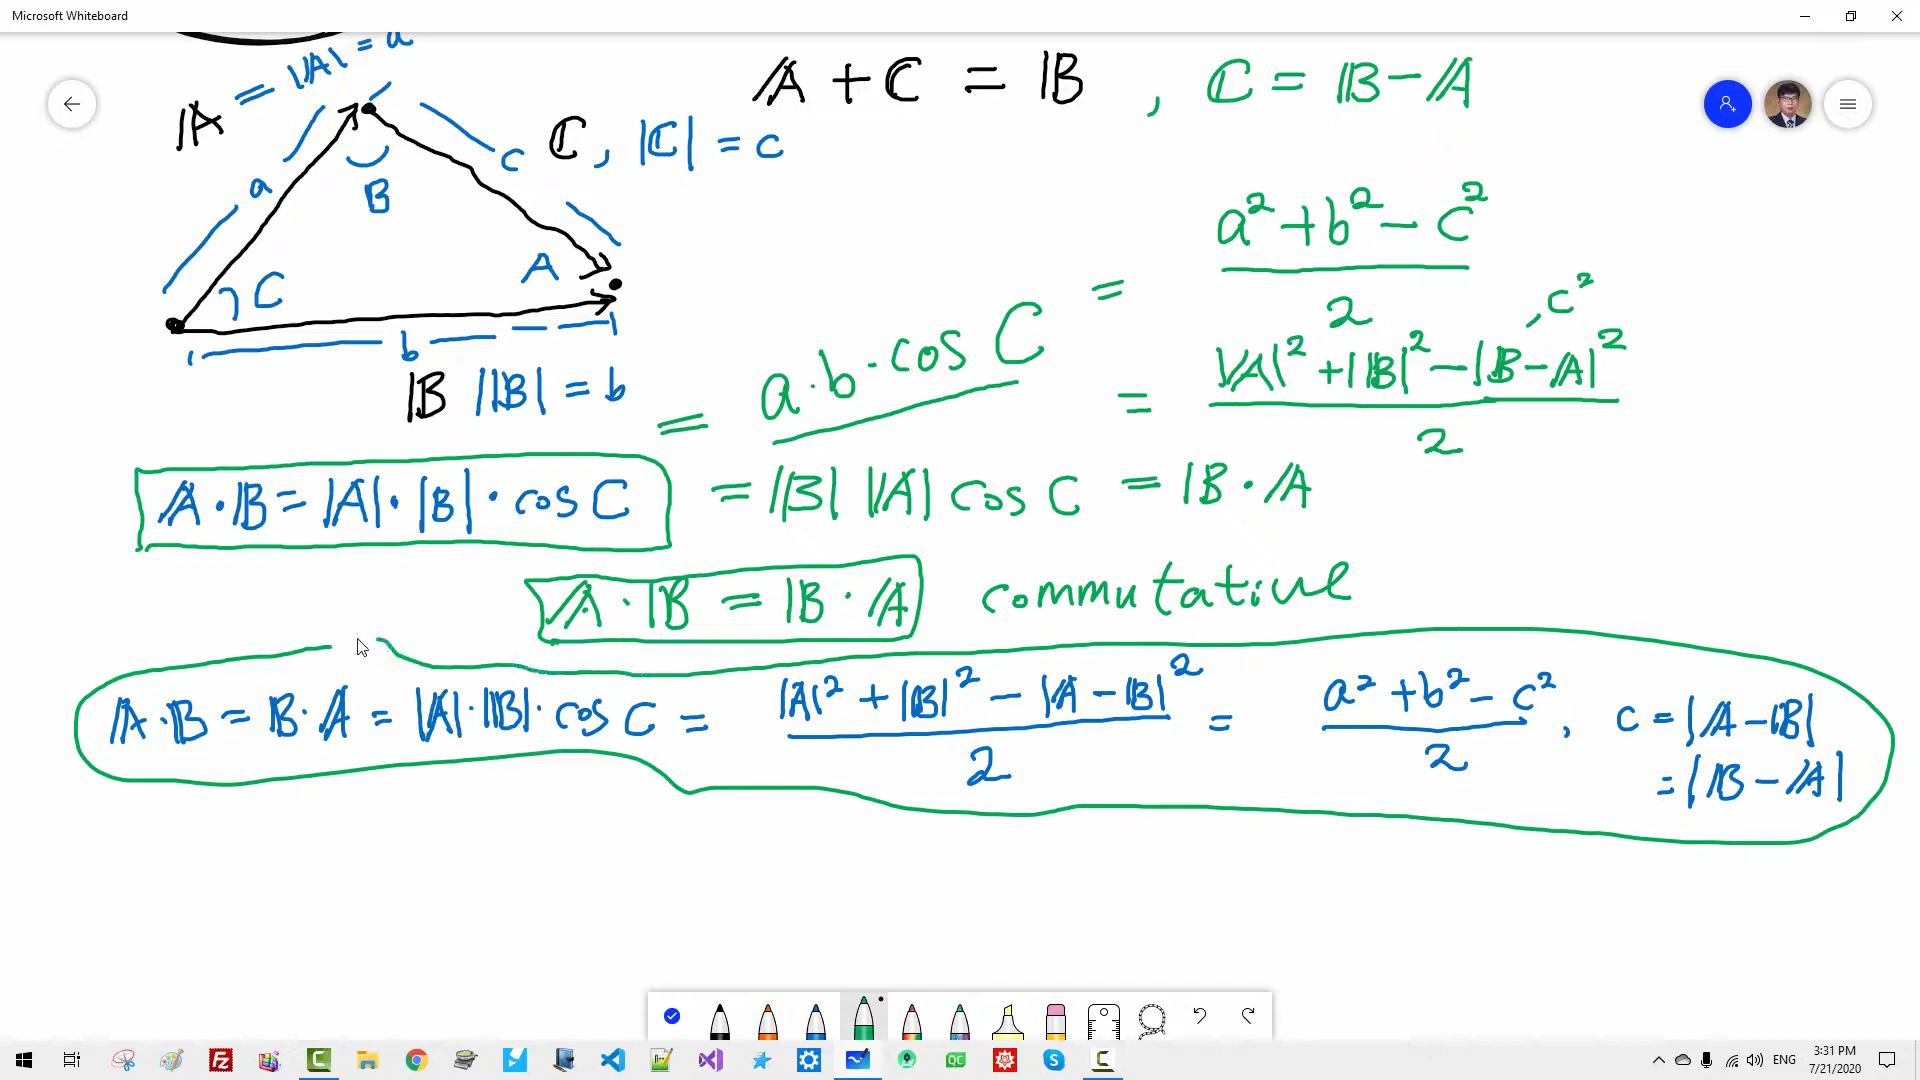 Microsoft Whiteboard
𝔸 = |𝔸| = a
𝔸 + ℂ = 𝔹 , ℂ = 𝔹 - 𝔸
a
B
c
ℂ, |ℂ| = c
C
A
b
𝔹 |𝔹| = b
= a·b·cos C = (a² + b² - c²) / 2
, c²
= (|𝔸|² + |𝔹|² - |𝔹 - 𝔸|²) / 2
𝔸·𝔹 = |𝔸|·|𝔹|·cos C = |𝔹| |𝔸| cos C = 𝔹·𝔸
𝔸·𝔹 = 𝔹·𝔸 commutative
𝔸·𝔹 = 𝔹·𝔸 = |𝔸|·|𝔹|·cos C = (|𝔸|² + |𝔹|² - |𝔸 - 𝔹|²) / 2 = (a² + b² - c²) / 2 , c = |𝔸 - 𝔹|
= |𝔹 - 𝔸|
ENG
3:31 PM
7/21/2020